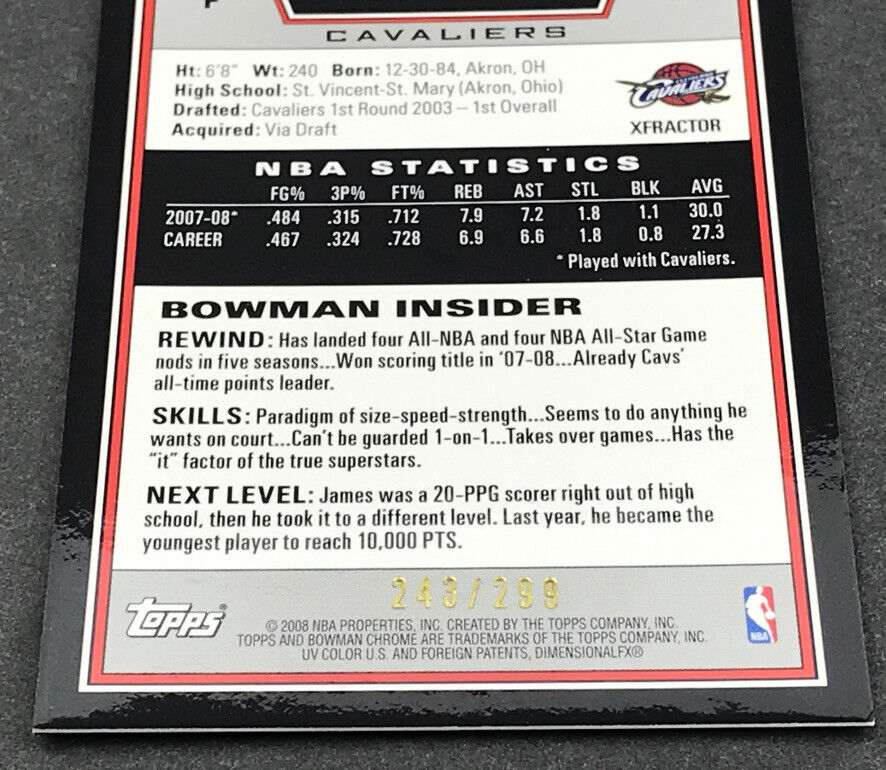 CAVALIERS
Ht: 6'8" Wt: 240 Born: 12-30-84, Akron, OH
High School: St. Vincent-St. Mary (Akron, Ohio)
Drafted: Cavaliers 1st Round 2003 – 1st Overall
Acquired: Via Draft
CAVALIERS
XFRACTOR
NBA STATISTICS
FG% 3P% FT% REB AST STL BLK AVG
2007-08* .484 .315 .712 7.9 7.2 1.8 1.1 30.0
CAREER .467 .324 .728 6.9 6.6 1.8 0.8 27.3
* Played with Cavaliers.
BOWMAN INSIDER
REWIND: Has landed four All-NBA and four NBA All-Star Game
nods in five seasons...Won scoring title in '07-08...Already Cavs'
all-time points leader.
SKILLS: Paradigm of size-speed-strength...Seems to do anything he
wants on court...Can't be guarded 1-on-1...Takes over games...Has the
"it" factor of the true superstars.
NEXT LEVEL: James was a 20-PPG scorer right out of high
school, then he took it to a different level. Last year, he became the
youngest player to reach 10,000 PTS.
243/299
Topps®
© 2008 NBA PROPERTIES, INC. CREATED BY THE TOPPS COMPANY, INC.
TOPPS AND BOWMAN CHROME ARE TRADEMARKS OF THE TOPPS COMPANY, INC.
UV COLOR U.S. AND FOREIGN PATENTS, DIMENSIONALFX®
NBA